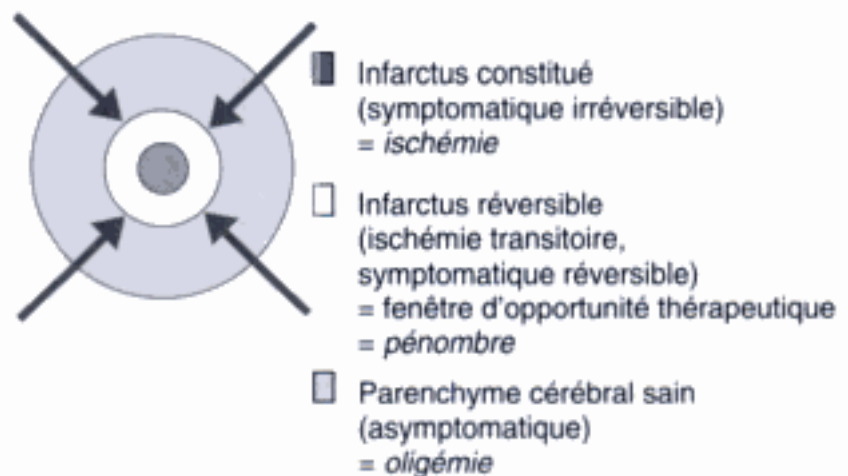 Infarctus constitué
(symptomatique irréversible)
= ischémie
Infarctus réversible
(ischémie transitoire,
symptomatique réversible)
= fenêtre d'opportunité thérapeutique
= pénombre
Parenchyme cérébral sain
(asymptomatique)
= oligémie